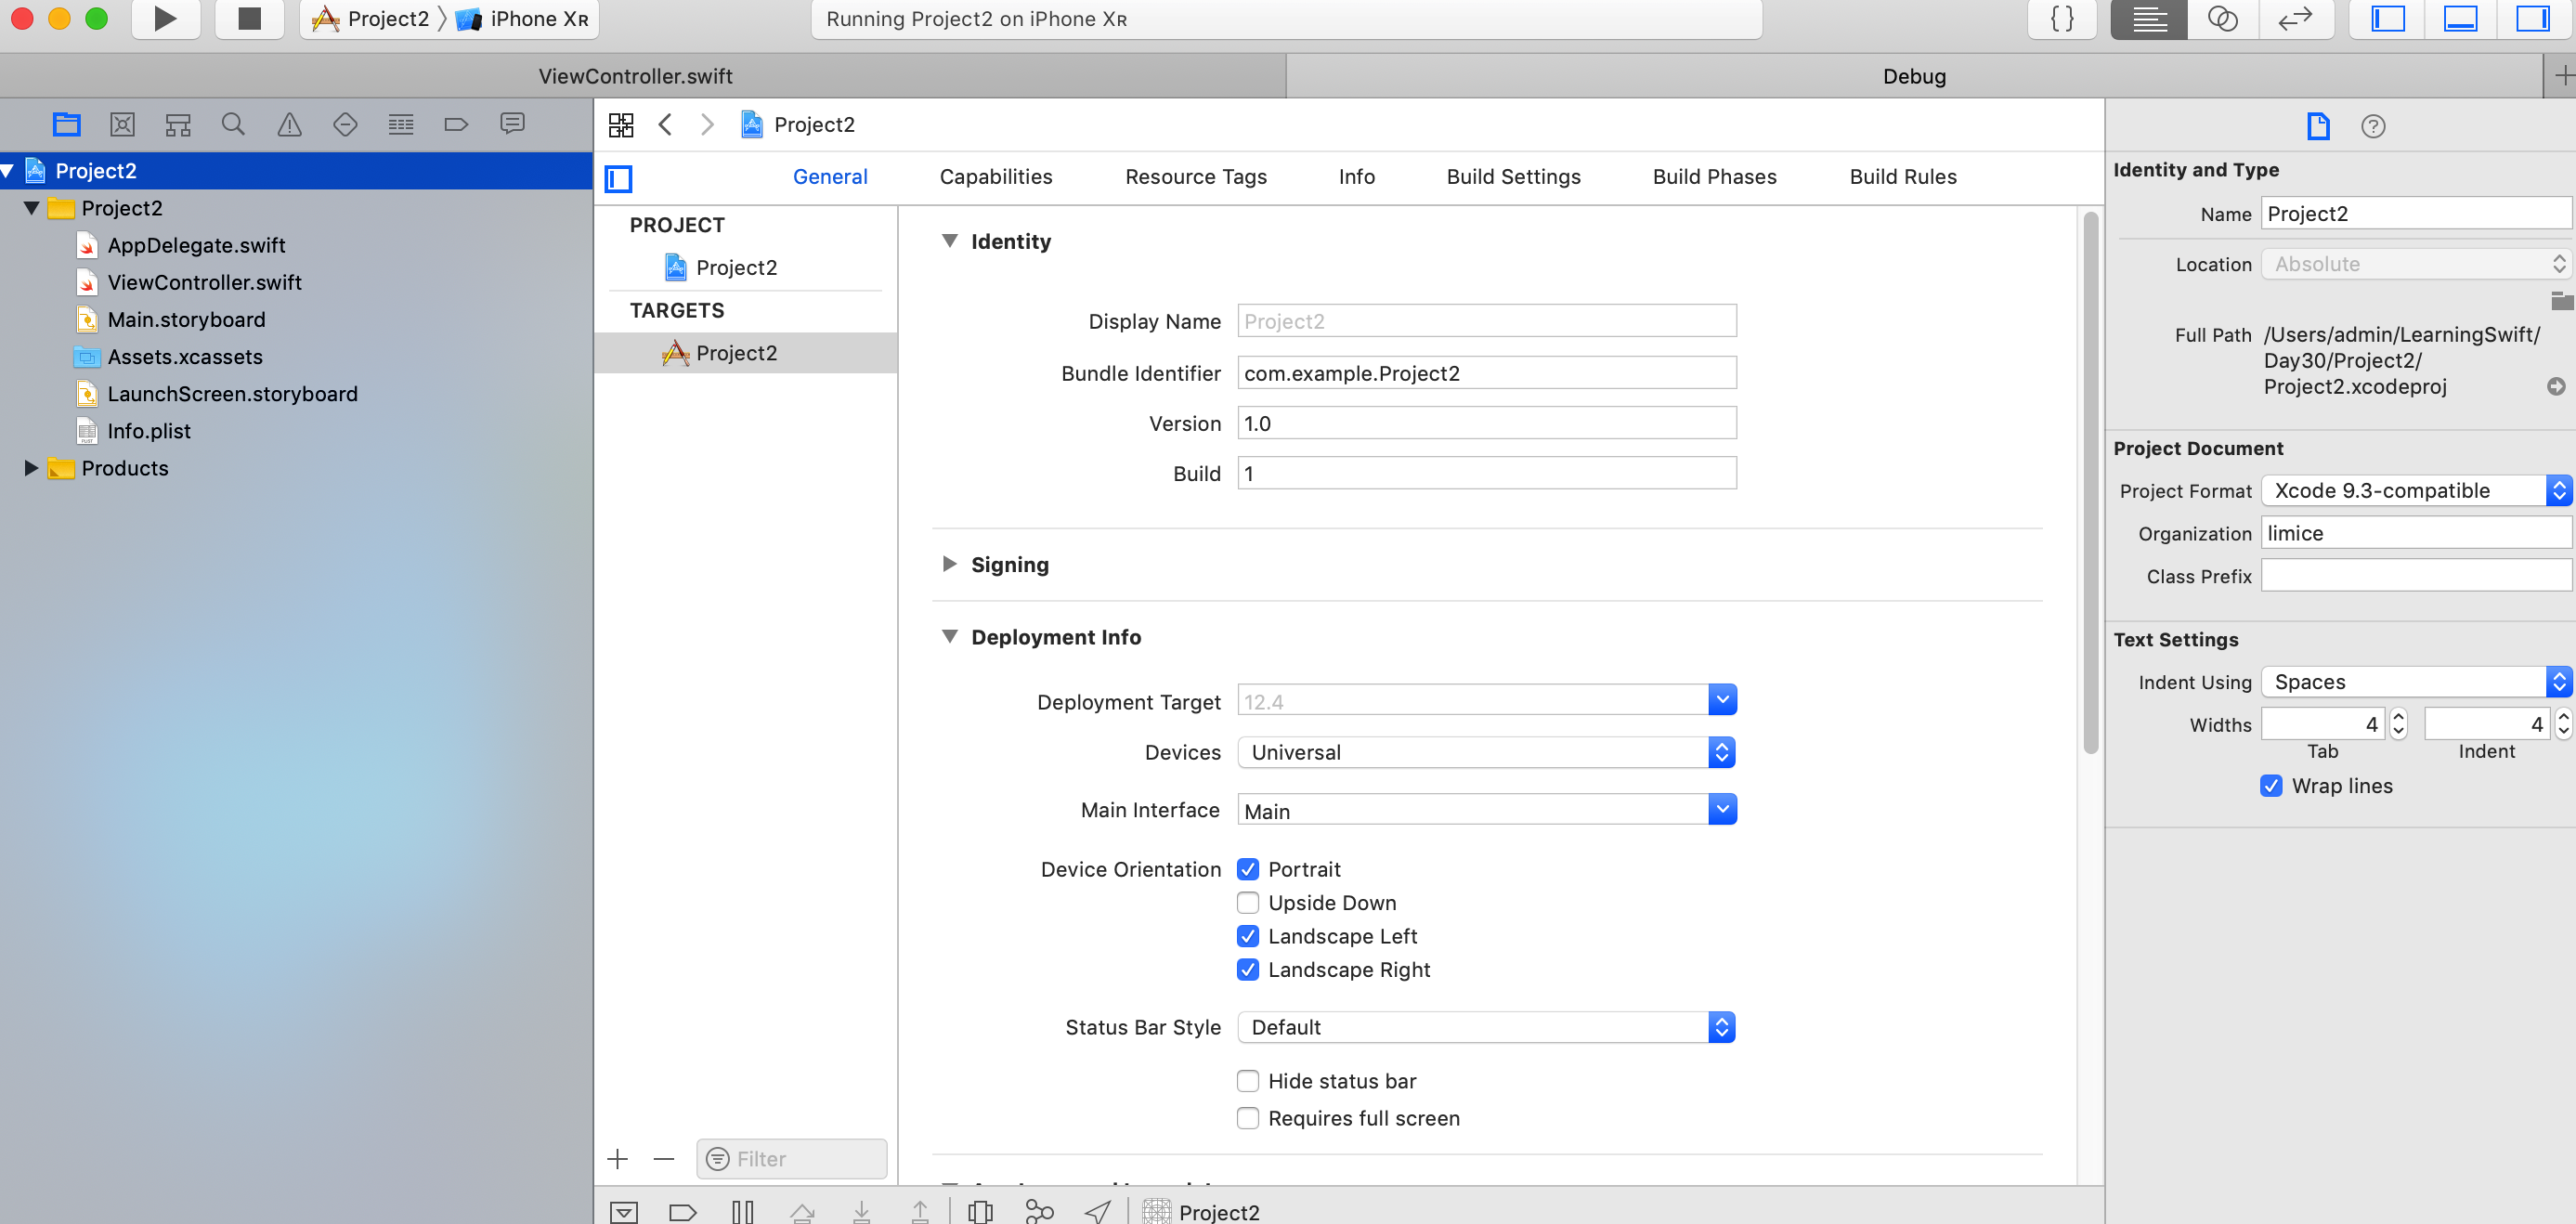 Project2 〉 iPhone XR
Running Project2 on iPhone XR
ViewController.swift
Debug
Project2
Project2
AppDelegate.swift
ViewController.swift
Main.storyboard
Assets.xcassets
LaunchScreen.storyboard
Info.plist
Products
Project2
General Capabilities Resource Tags Info Build Settings Build Phases Build Rules
PROJECT
Project2
TARGETS
Project2
Filter
Identity
Display Name Project2
Bundle Identifier com.example.Project2
Version 1.0
Build 1
Signing
Deployment Info
Deployment Target 12.4
Devices Universal
Main Interface Main
Device Orientation Portrait
Upside Down
Landscape Left
Landscape Right
Status Bar Style Default
Hide status bar
Requires full screen
Project2
Identity and Type
Name Project2
Location Absolute
Full Path /Users/admin/LearningSwift/
Day30/Project2/
Project2.xcodeproj
Project Document
Project Format Xcode 9.3-compatible
Organization limice
Class Prefix
Text Settings
Indent Using Spaces
Widths 4 4
Tab Indent
Wrap lines